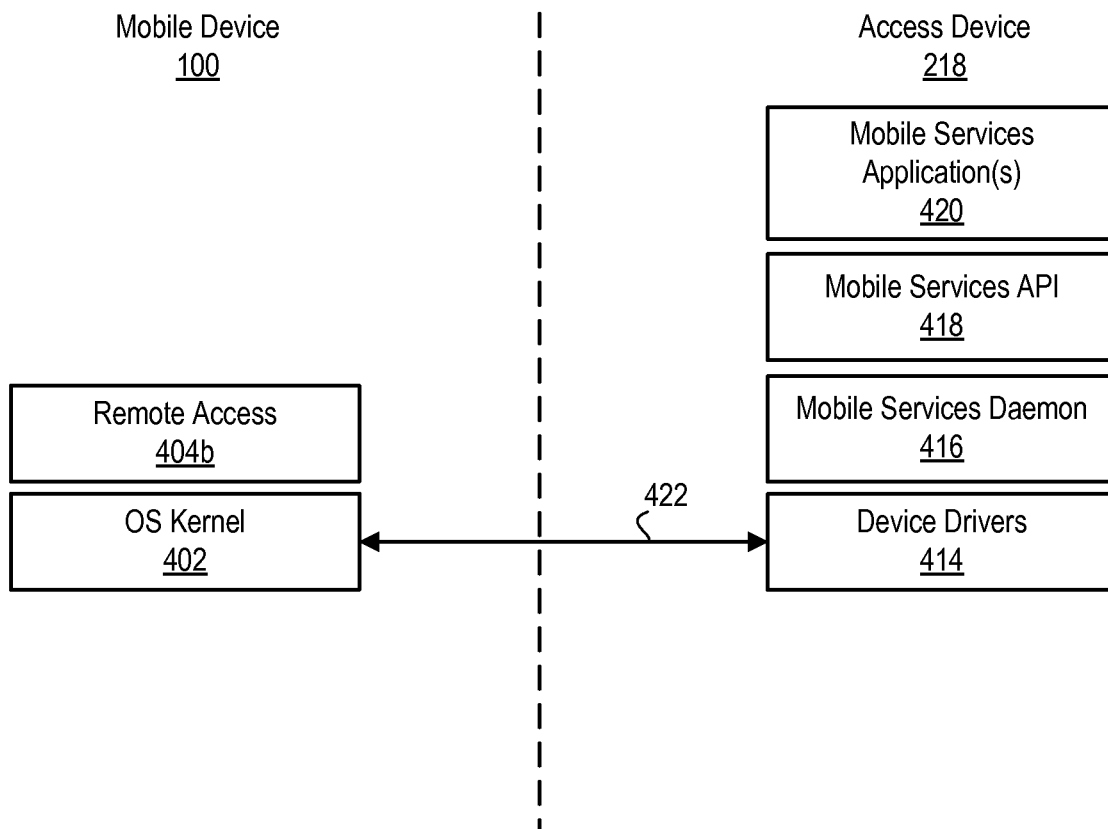 Mobile Device
100
Access Device
218
Mobile Services
Application(s)
420
Mobile Services API
418
Remote Access
404b
Mobile Services Daemon
416
OS Kernel
402
422
Device Drivers
414